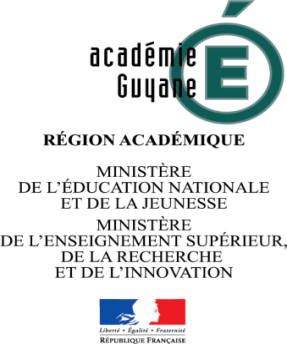 académie
Guyane
É
RÉGION ACADÉMIQUE
MINISTÈRE
DE L'ÉDUCATION NATIONALE
ET DE LA JEUNESSE
MINISTÈRE
DE L'ENSEIGNEMENT SUPÉRIEUR,
DE LA RECHERCHE
ET DE L'INNOVATION
Liberté • Égalité • Fraternité
RÉPUBLIQUE FRANÇAISE